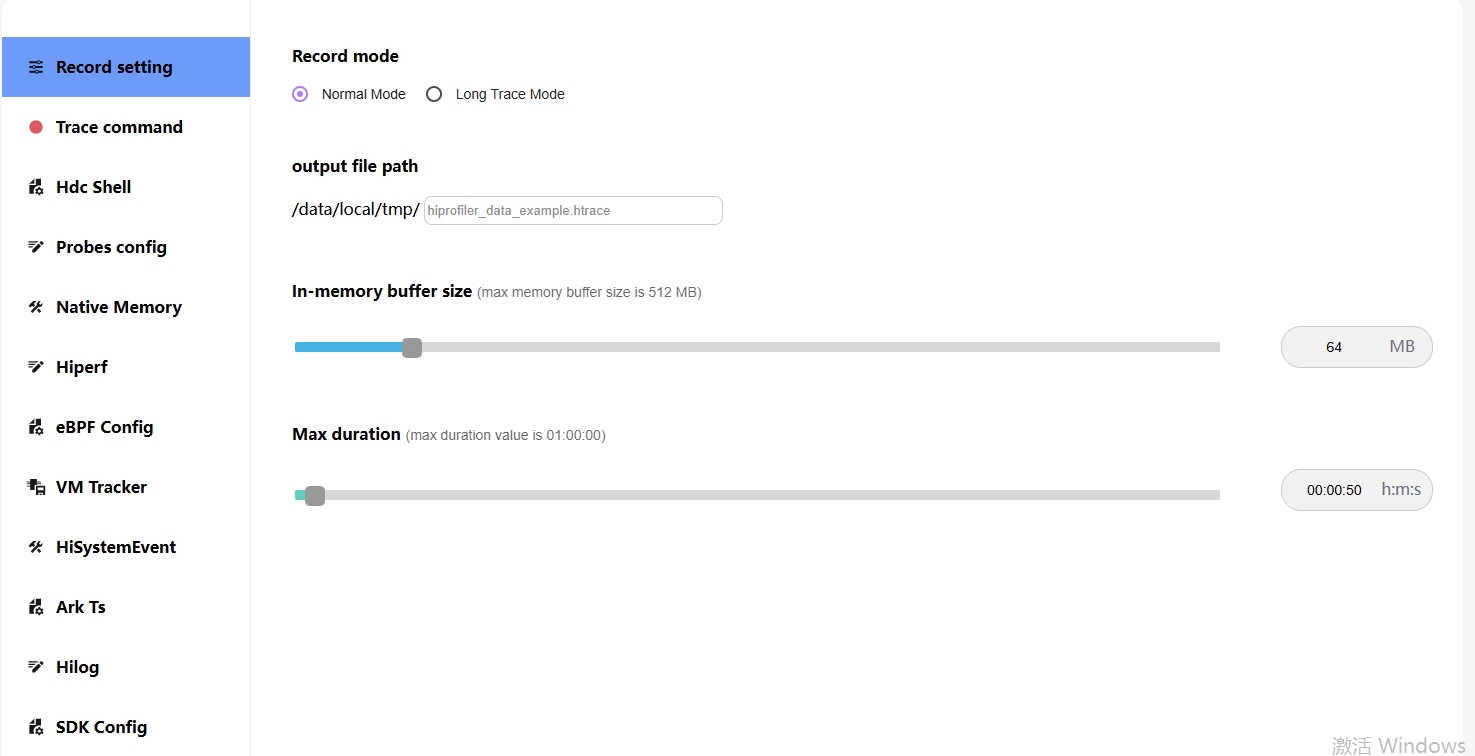 Record setting
Trace command
Hdc Shell
Probes config
Native Memory
Hiperf
eBPF Config
VM Tracker
HiSystemEvent
Ark Ts
Hilog
SDK Config
Record mode
Normal Mode Long Trace Mode
output file path
/data/local/tmp/ hiprofiler_data_example.htrace
In-memory buffer size (max memory buffer size is 512 MB)
64 MB
Max duration (max duration value is 01:00:00)
00:00:50 h:m:s
激活 Windows